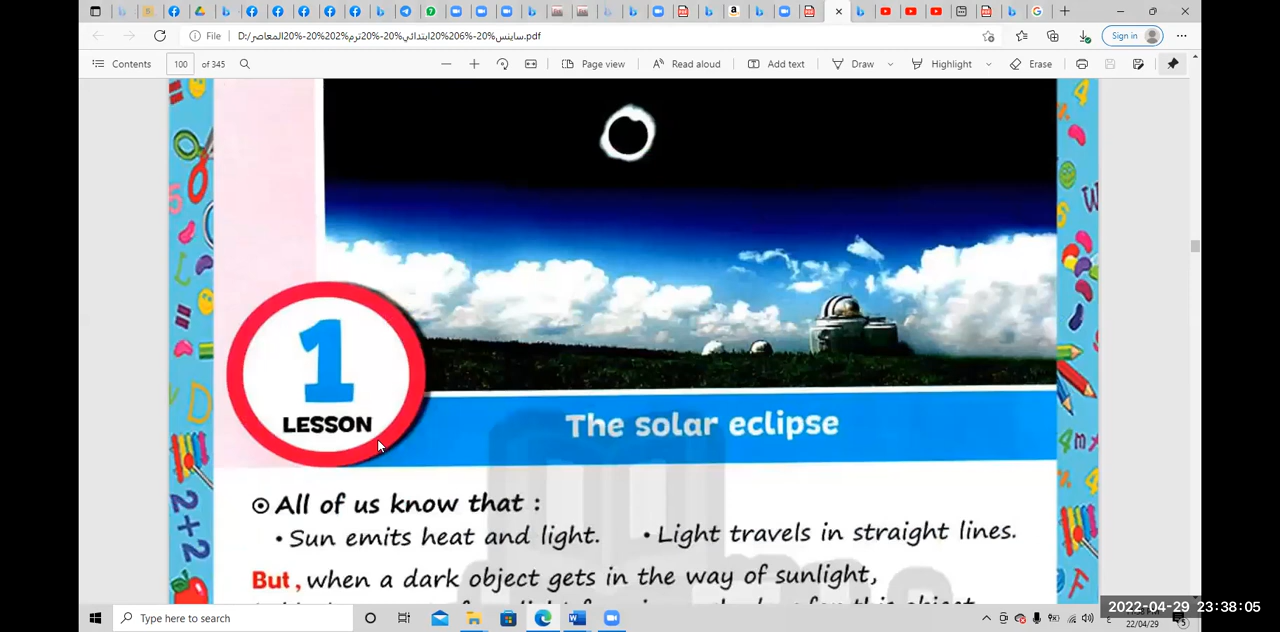 File
D:/ساينس%20-%206%20ابتدائي%20-%20ترم%202%20-%20المعاصر.pdf
Sign in
Contents
100 of 345
Page view
Read aloud
Add text
Draw
Highlight
Erase
1
LESSON
The solar eclipse
All of us know that :
• Sun emits heat and light.
• Light travels in straight lines.
But, when a dark object gets in the way of sunlight,
Type here to search
2022-04-29 23:38:05
22/04/29